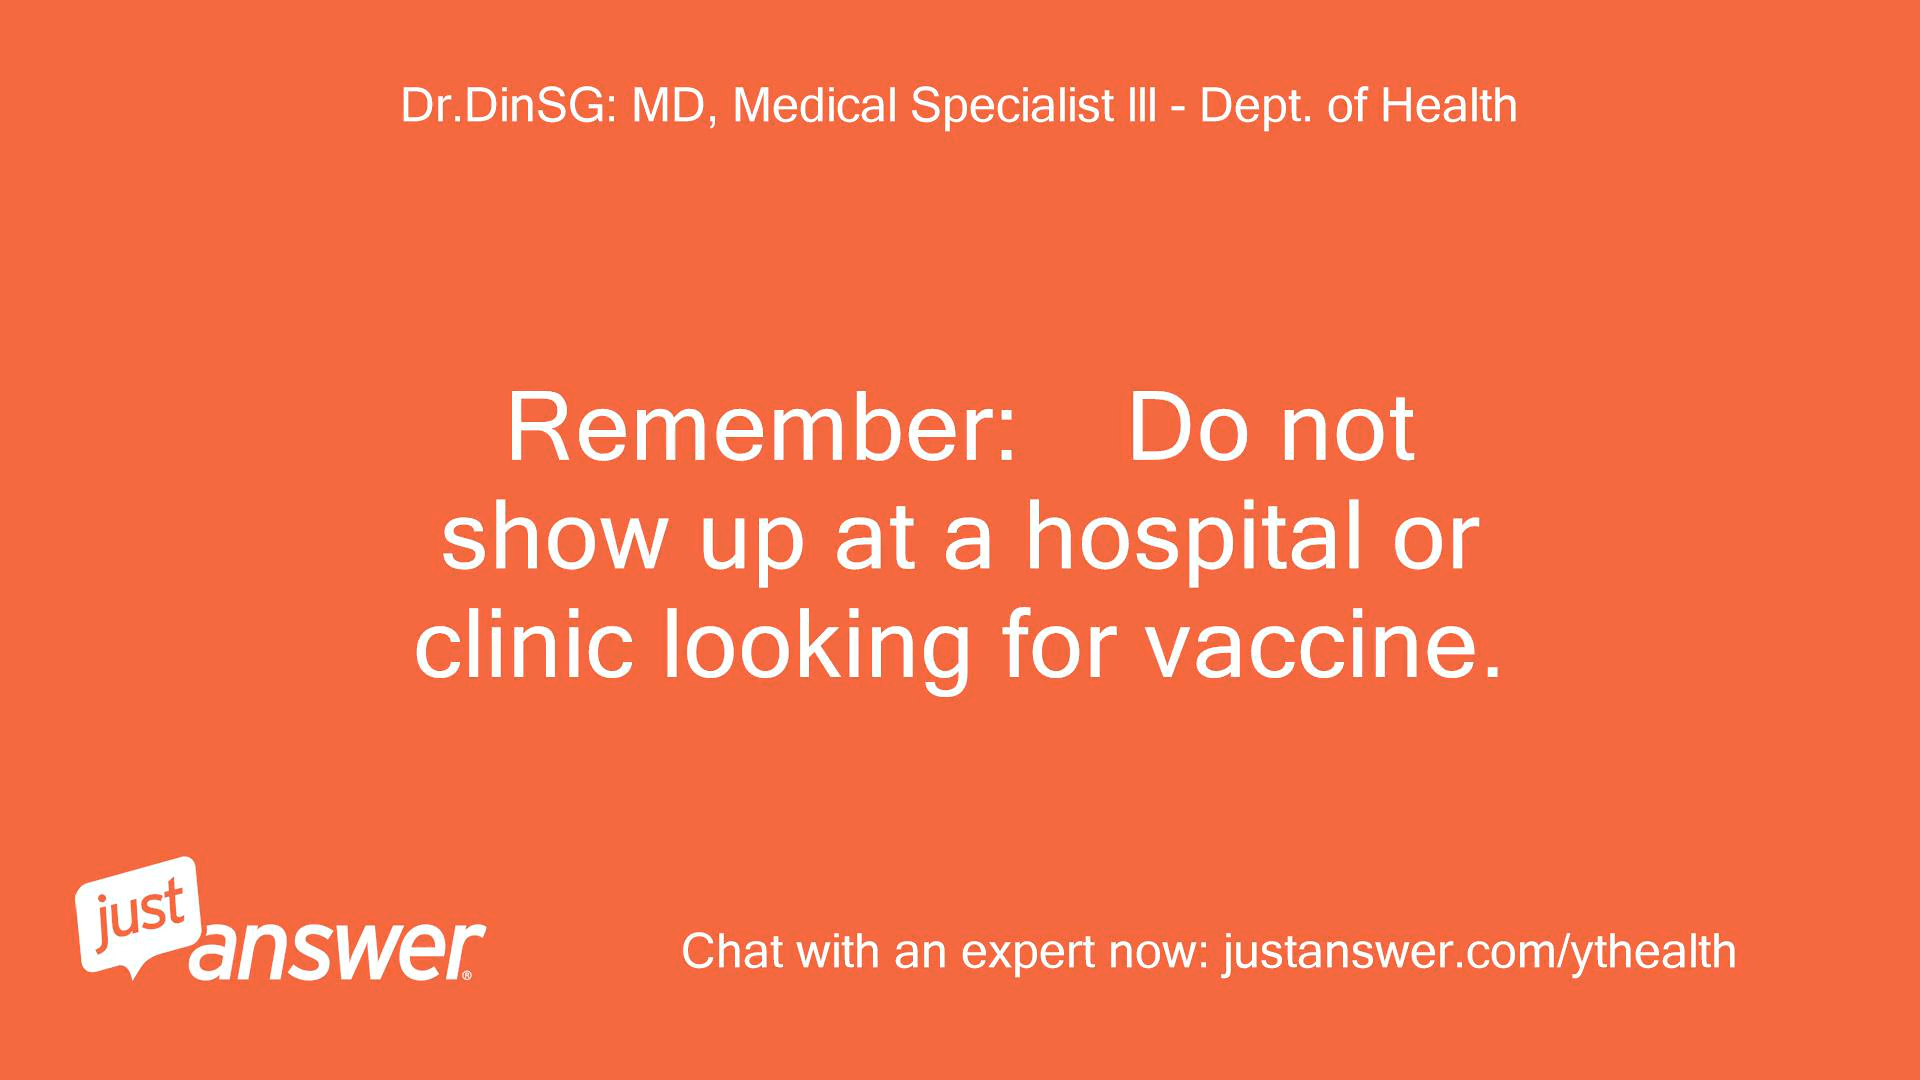 Dr.DinSG: MD, Medical Specialist III - Dept. of Health
Remember:    Do not
show up at a hospital or
clinic looking for vaccine.
just
answer®
Chat with an expert now: justanswer.com/ythealth